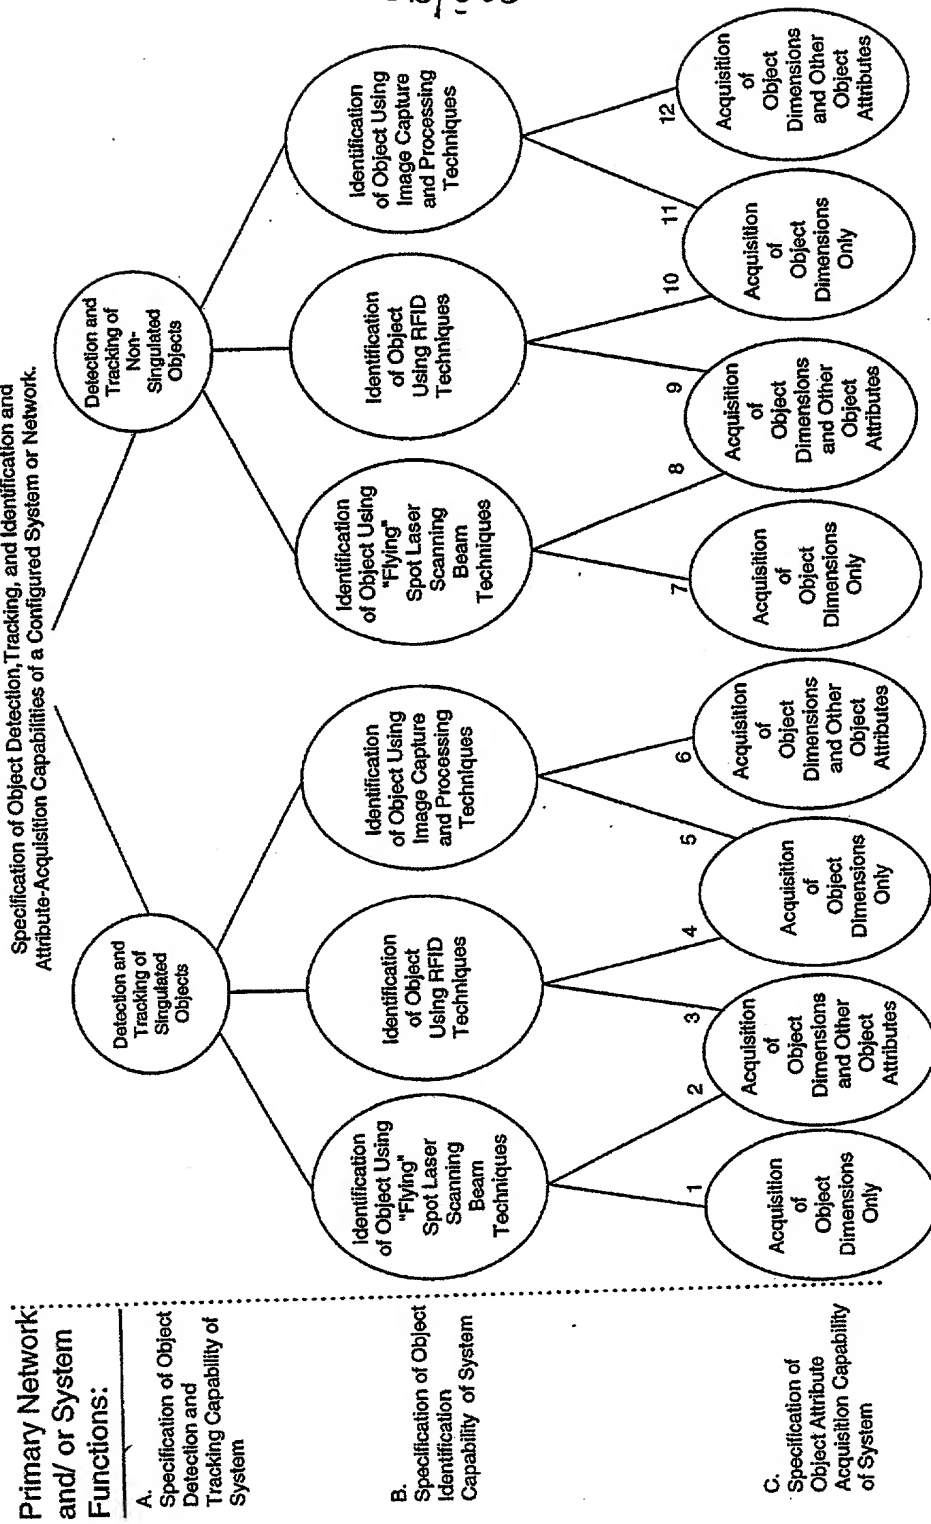 Specification of Object Detection,Tracking, and Identification and
Attribute-Acquisition Capabilities of a Configured System or Network.
Primary Network
and/ or System
Functions:
A.
Specification of Object
Detection and
Tracking Capability of
System
Detection and
Tracking of
Singulated
Objects
Detection and
Tracking of
Non-
Singulated
Objects
B.
Specification of Object
Identification
Capability of System
Identification
of Object Using
"Flying"
Spot Laser
Scanning
Beam
Techniques
Identification
of Object
Using RFID
Techniques
Identification
of Object Using
Image Capture
and Processing
Techniques
Identification
of Object Using
"Flying"
Spot Laser
Scanning
Beam
Techniques
Identification
of Object
Using RFID
Techniques
Identification
of Object Using
Image Capture
and Processing
Techniques
1
2
3
4
5
6
7
8
9
10
11
12
C.
Specification of
Object Attribute
Acquisition Capability
of System
Acquisition
of
Object
Dimensions
Only
Acquisition
of
Object
Dimensions
and Other
Object
Attributes
Acquisition
of
Object
Dimensions
Only
Acquisition
of
Object
Dimensions
and Other
Object
Attributes
Acquisition
of
Object
Dimensions
Only
Acquisition
of
Object
Dimensions
and Other
Object
Attributes
Acquisition
of
Object
Dimensions
Only
Acquisition
of
Object
Dimensions
and Other
Object
Attributes